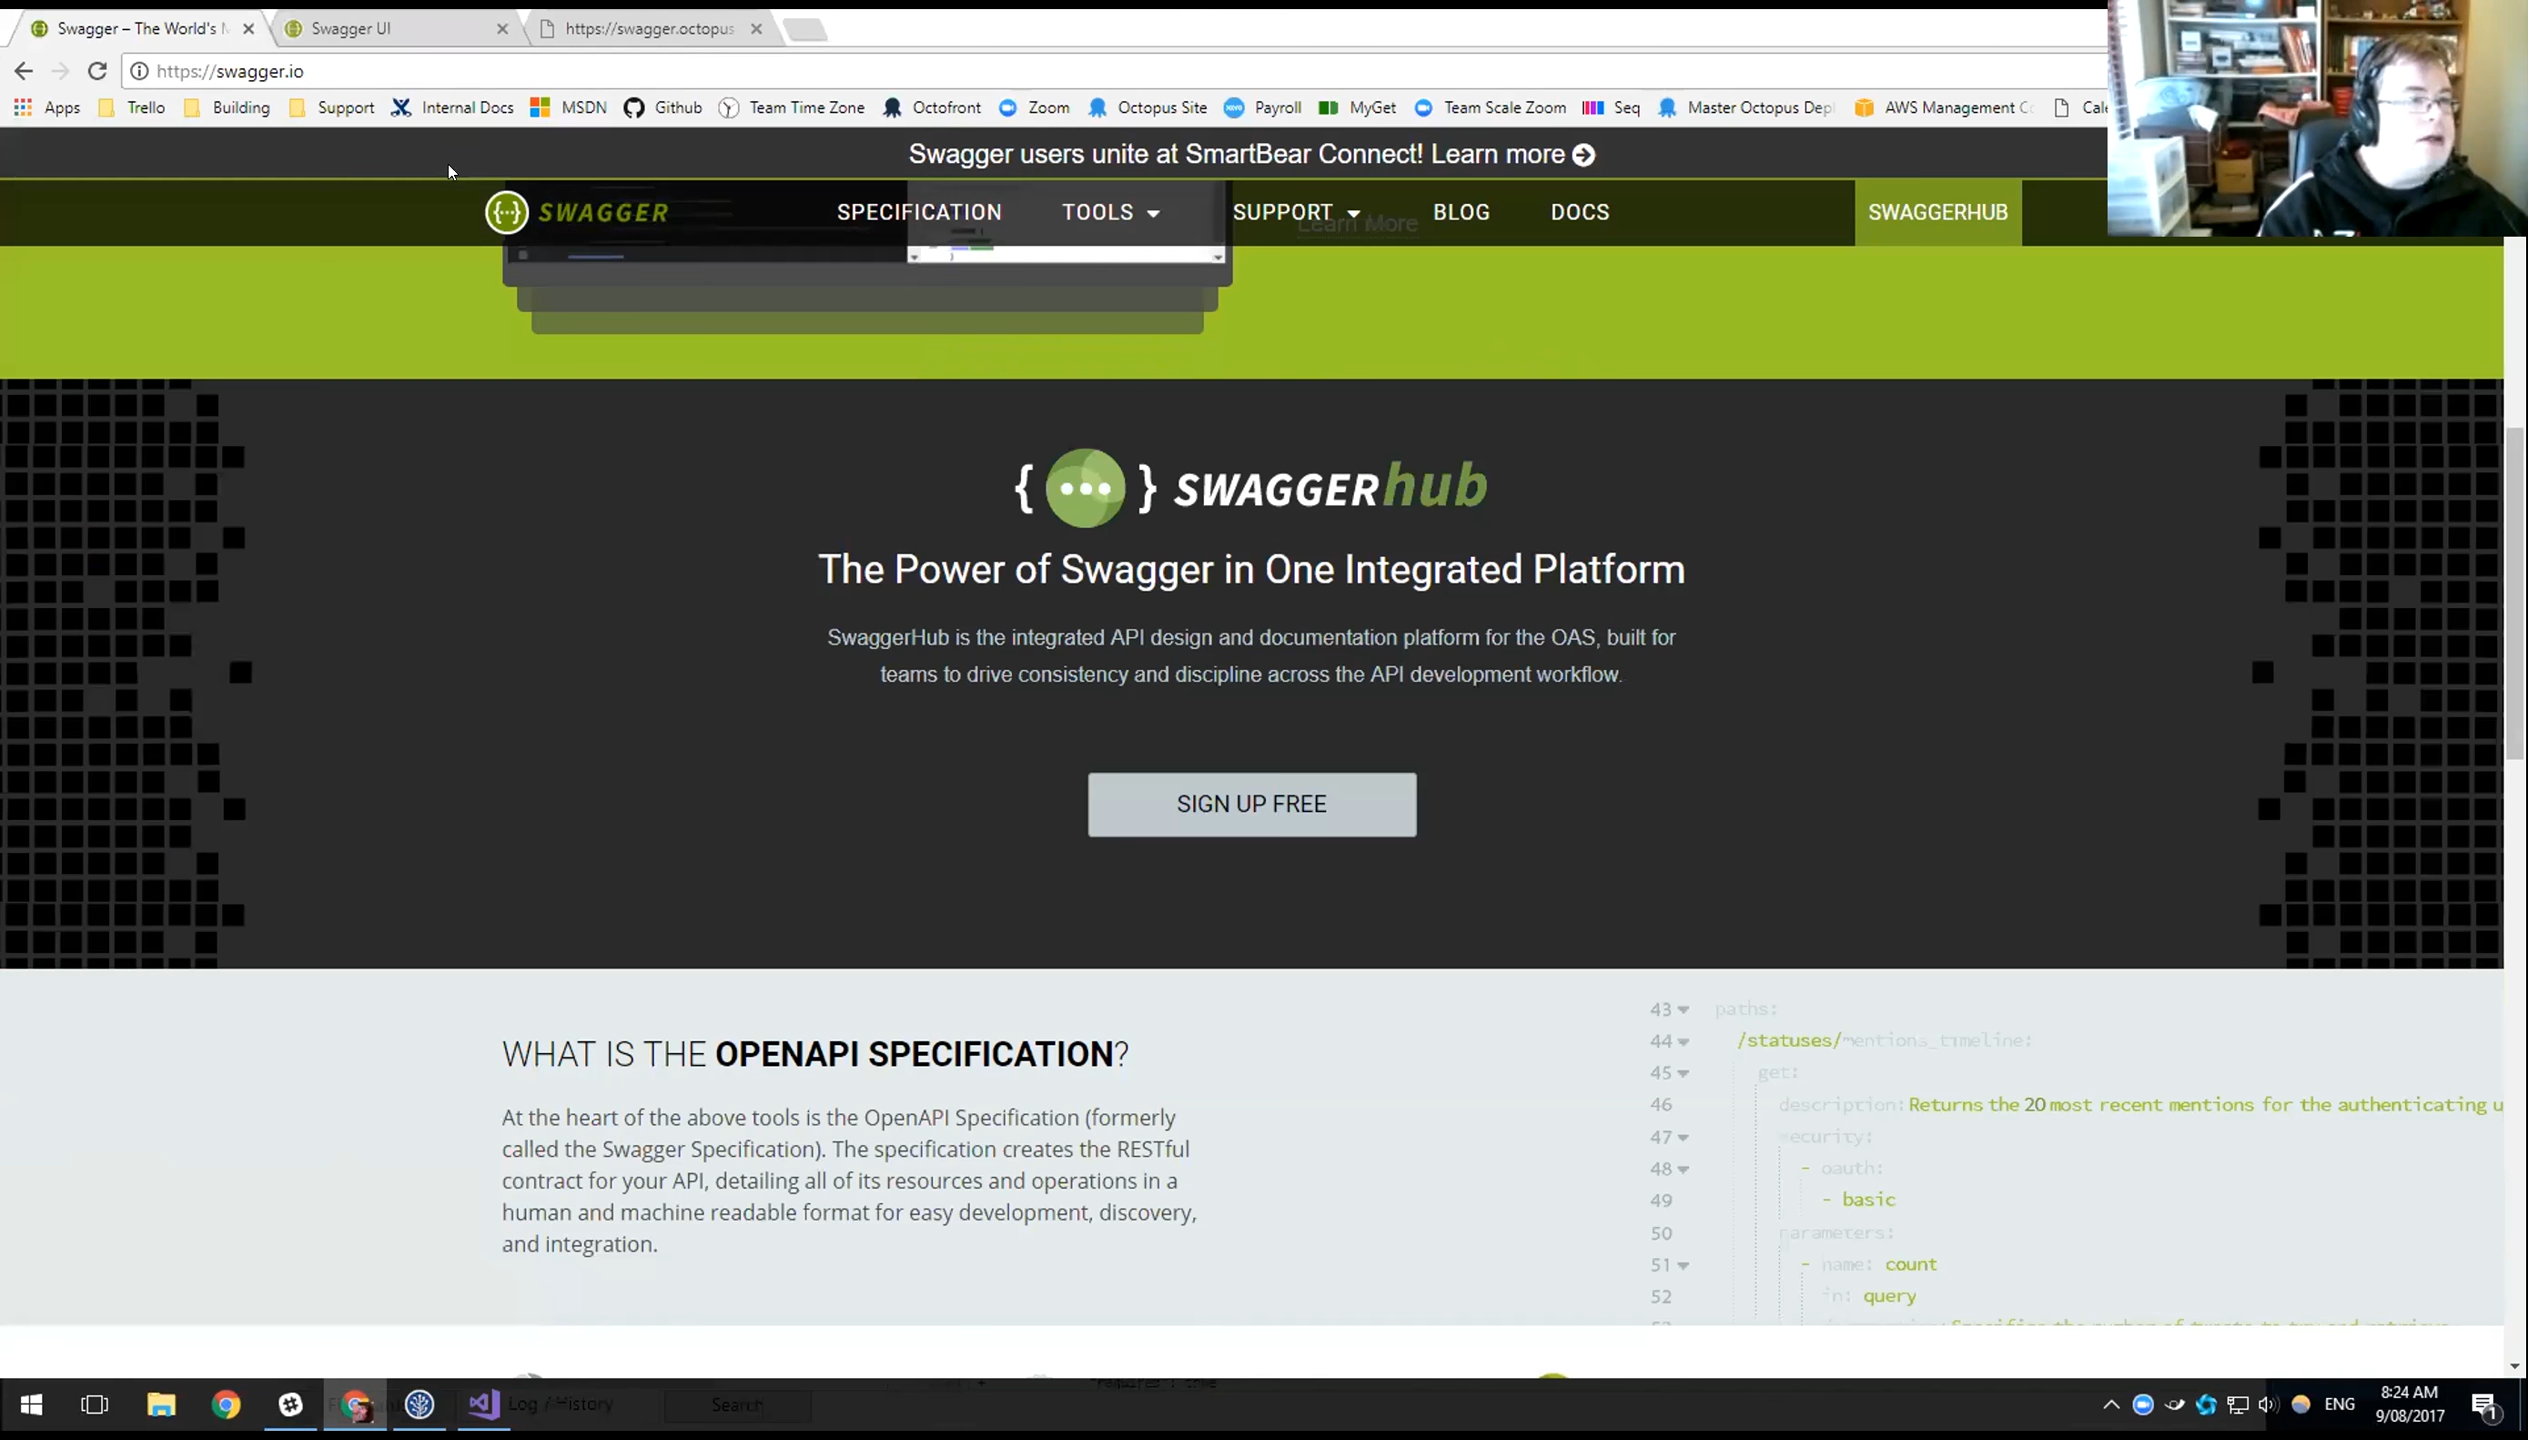 Swagger – The World's M
Swagger UI
https://swagger.octopus
https://swagger.io
Apps Trello Building Support Internal Docs MSDN Github Team Time Zone Octofront Zoom Octopus Site Payroll MyGet Team Scale Zoom Seq Master Octopus Dep AWS Management Co Cale
Swagger users unite at SmartBear Connect! Learn more
SWAGGER SPECIFICATION TOOLS SUPPORT BLOG DOCS SWAGGERHUB
Learn More
{ ... } SWAGGERhub
The Power of Swagger in One Integrated Platform
SwaggerHub is the integrated API design and documentation platform for the OAS, built for
teams to drive consistency and discipline across the API development workflow.
SIGN UP FREE
WHAT IS THE OPENAPI SPECIFICATION?
At the heart of the above tools is the OpenAPI Specification (formerly
called the Swagger Specification). The specification creates the RESTful
contract for your API, detailing all of its resources and operations in a
human and machine readable format for easy development, discovery,
and integration.
43 paths:
44 /statuses/mentions_timeline:
45 get:
46 description: Returns the 20 most recent mentions for the authenticating u
47 security:
48 - oauth:
49 - basic
50 parameters:
51 - name: count
52 in: query
Log / History
Search
ENG
8:24 AM
9/08/2017
1